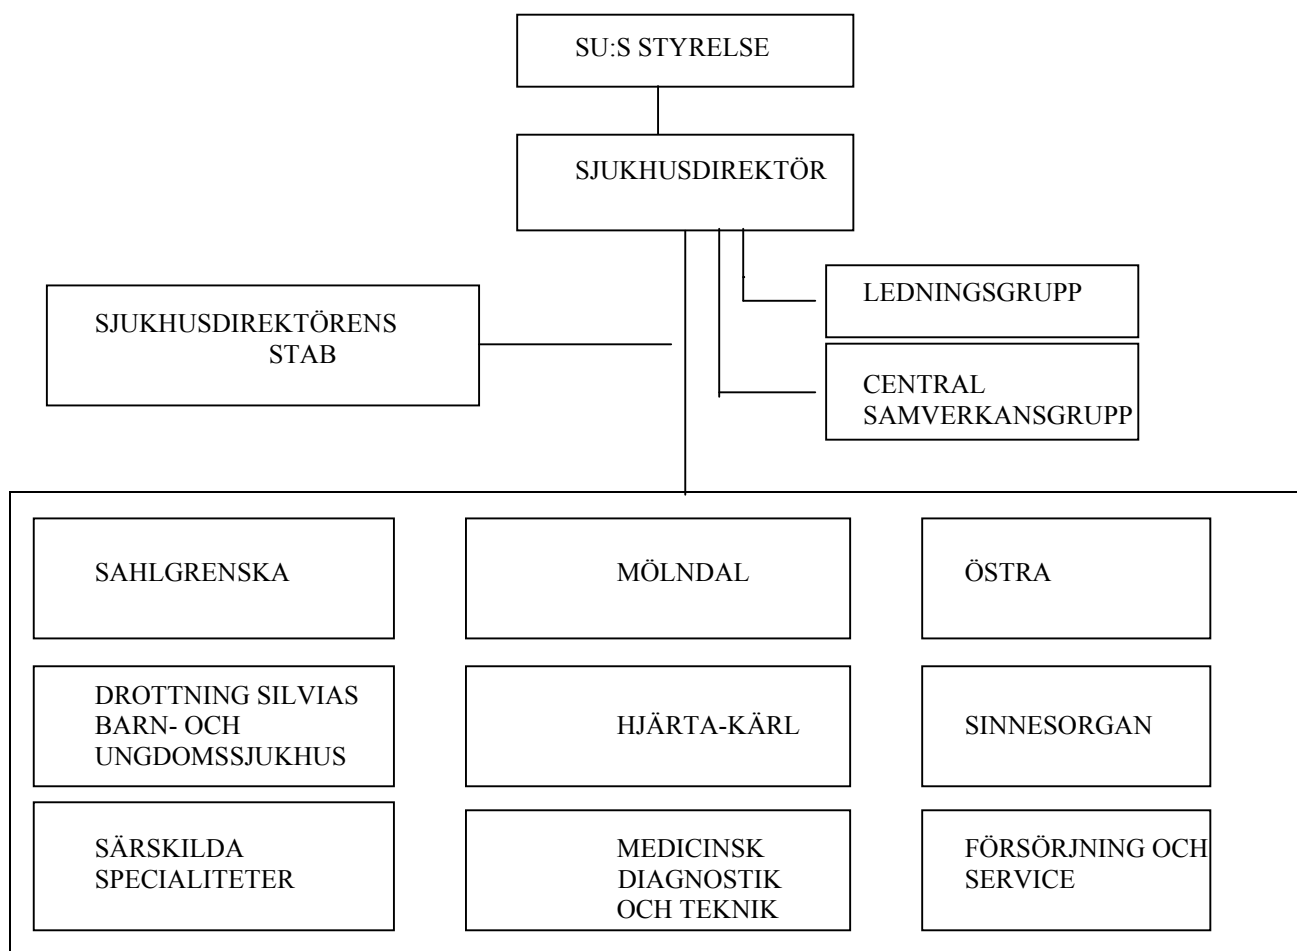 SU:S STYRELSE
SJUKHUSDIREKTÖR
LEDNINGSGRUPP
SJUKHUSDIREKTÖRENS
STAB
CENTRAL
SAMVERKANSGRUPP
SAHLGRENSKA
MÖLNDAL
ÖSTRA
DROTTNING SILVIAS
BARN- OCH
UNGDOMSSJUKHUS
HJÄRTA-KÄRL
SINNESORGAN
SÄRSKILDA
SPECIALITETER
MEDICINSK
DIAGNOSTIK
OCH TEKNIK
FÖRSÖRJNING OCH
SERVICE